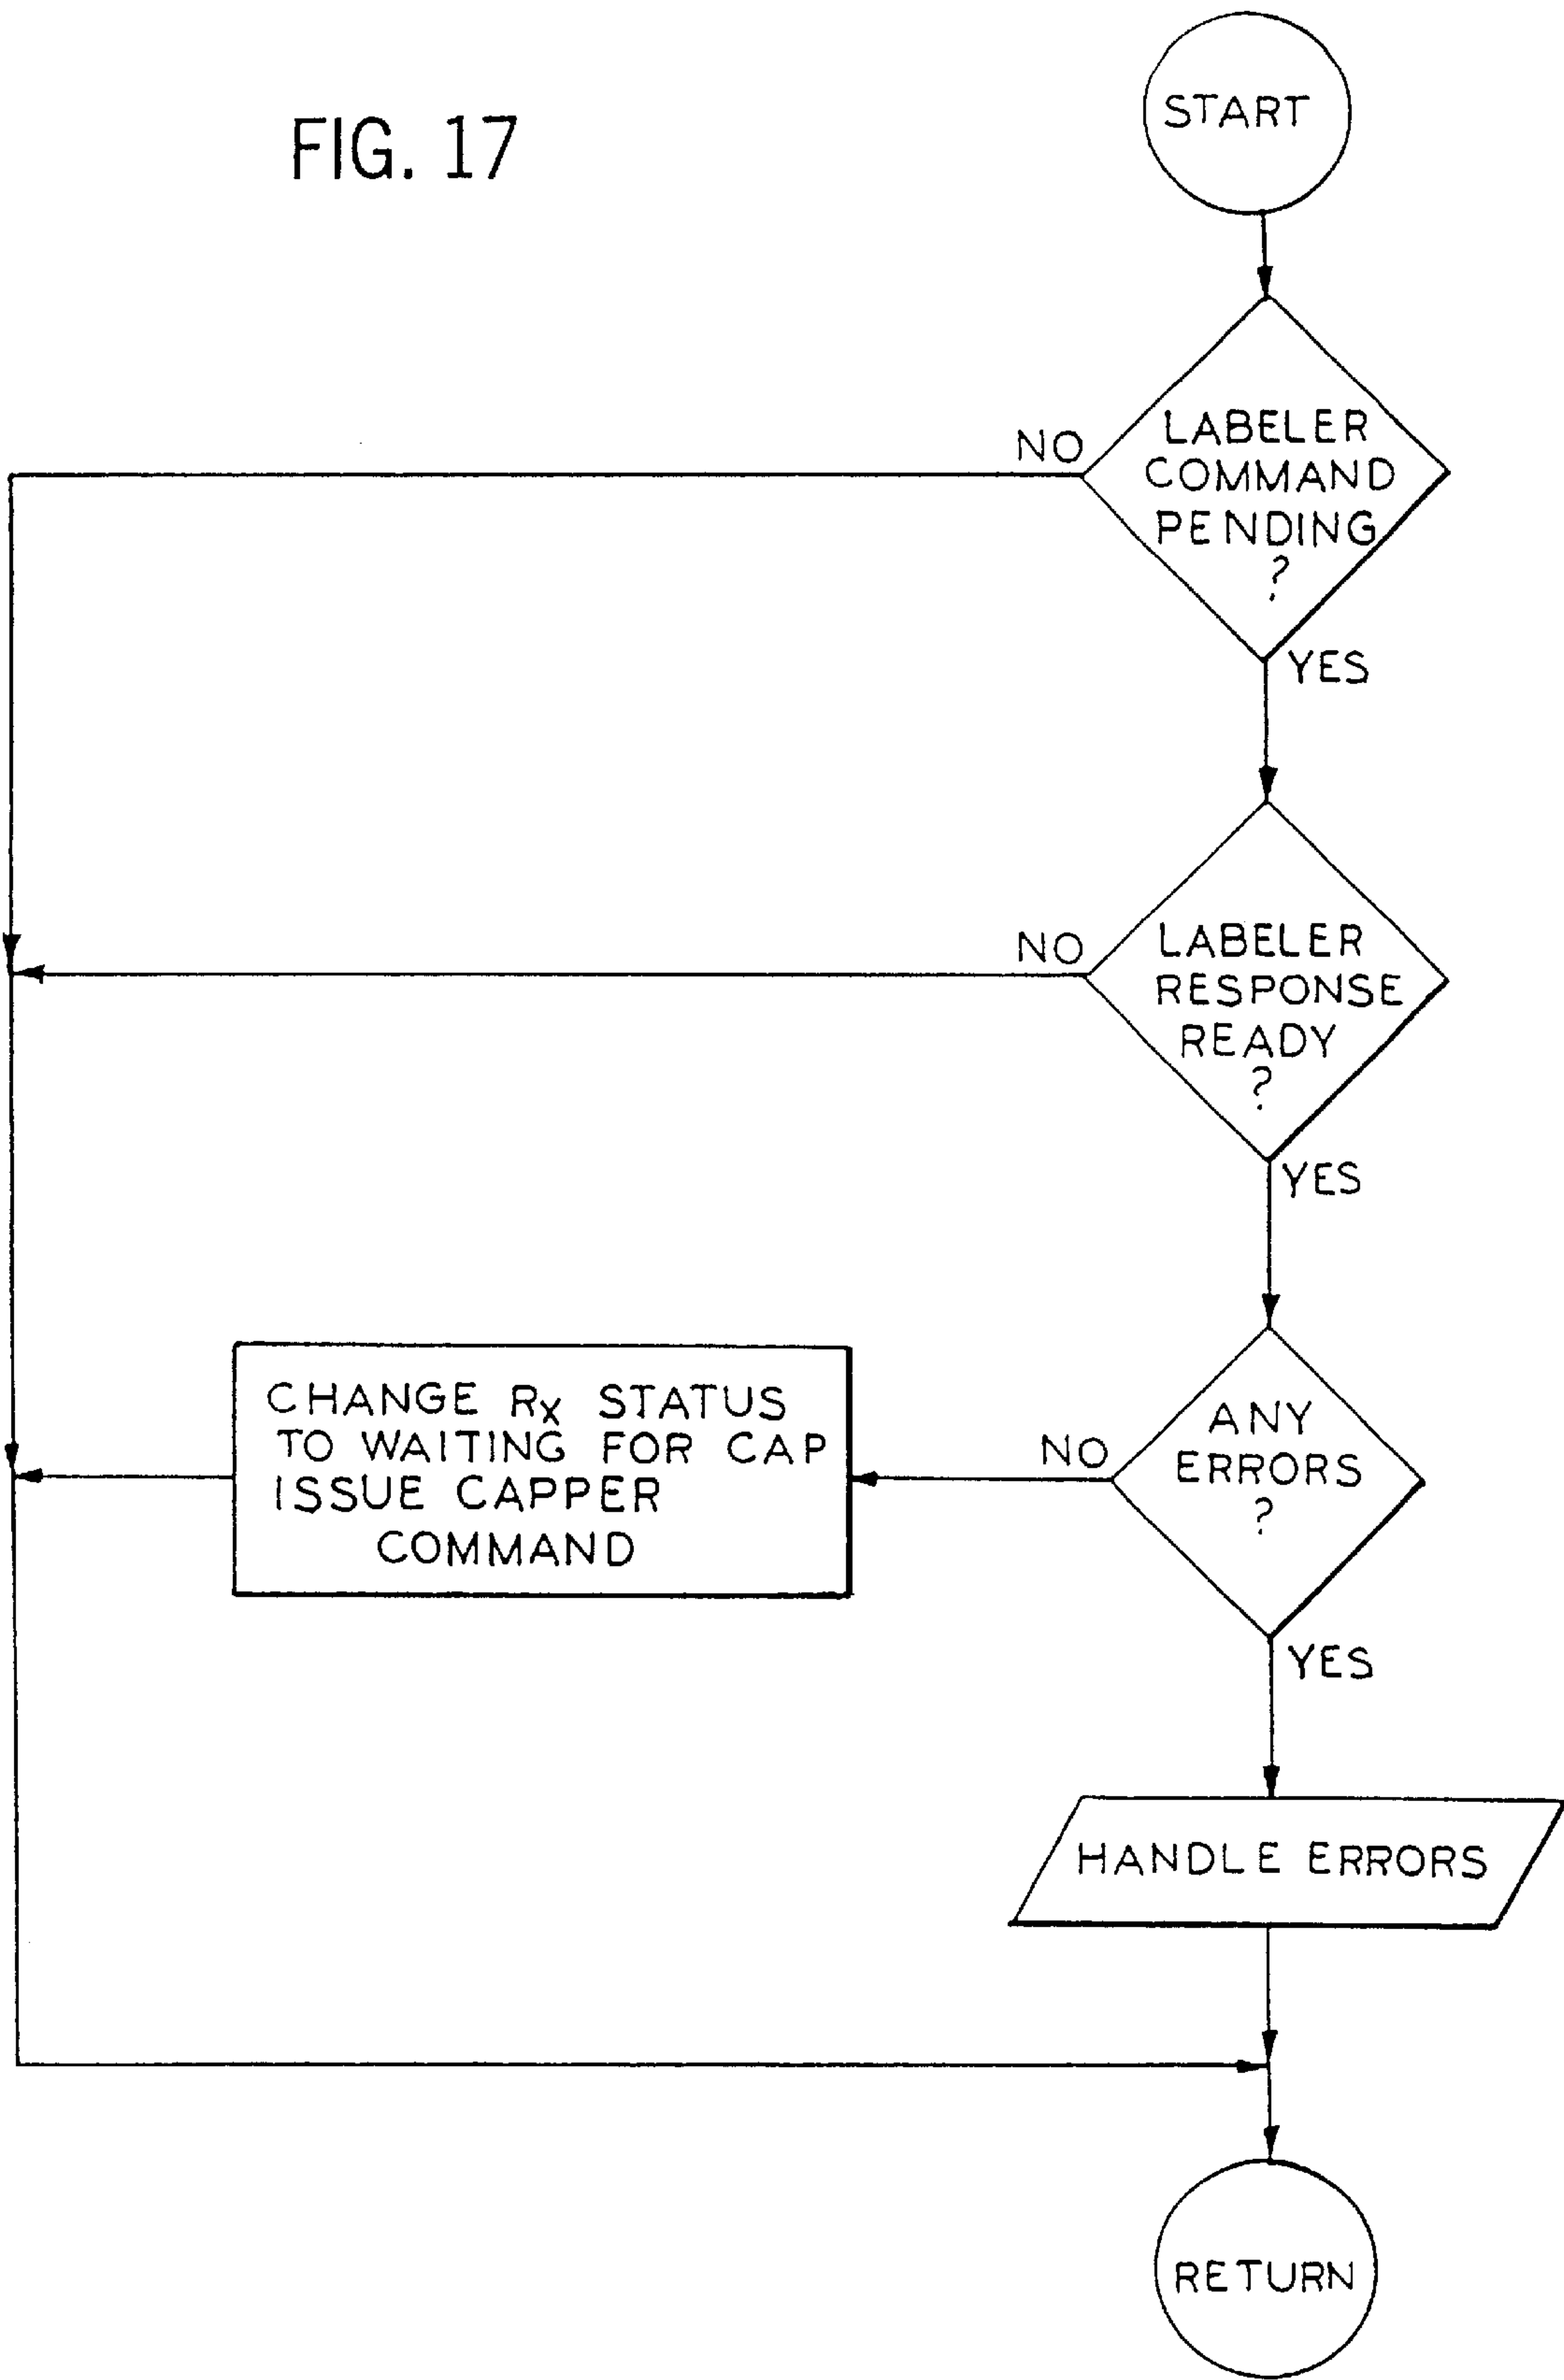 FIG. 17
START
LABELER
COMMAND
PENDING
?
NO
YES
LABELER
RESPONSE
READY
?
NO
YES
ANY
ERRORS
?
NO
CHANGE Rx STATUS
TO WAITING FOR CAP
ISSUE CAPPER
COMMAND
YES
HANDLE ERRORS
RETURN